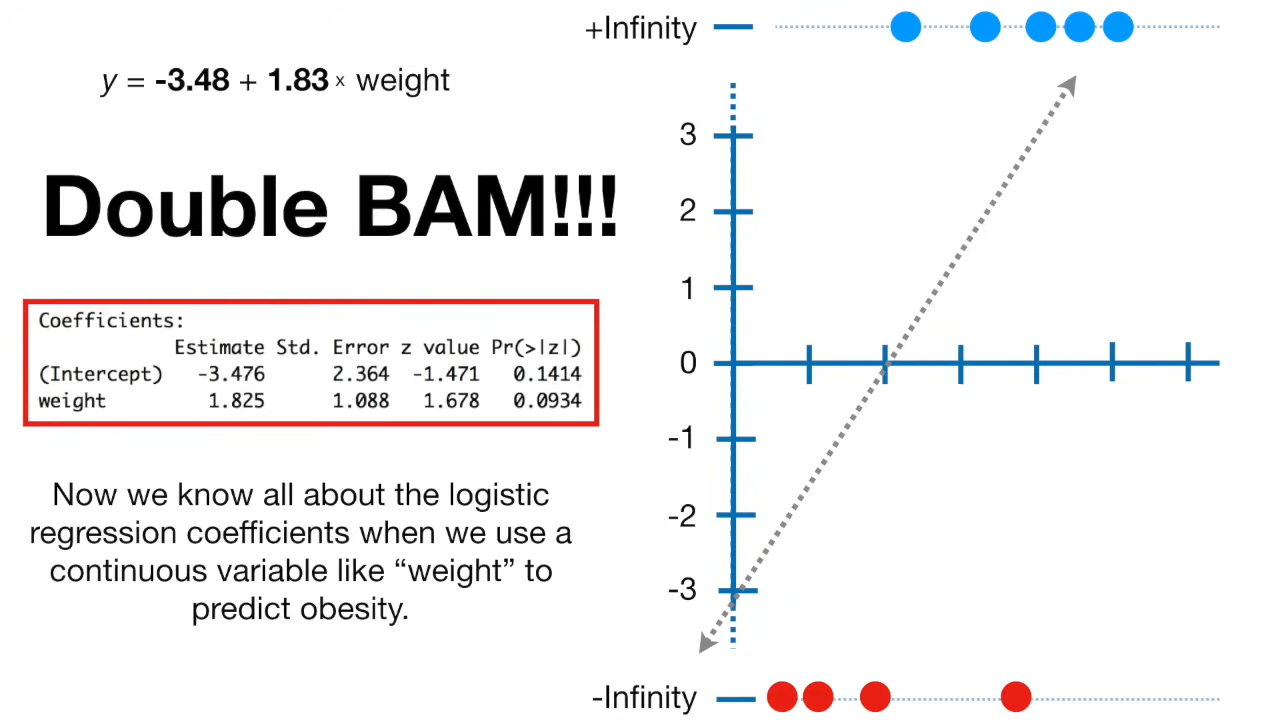 y = -3.48 + 1.83 x weight
Double BAM!!!
Coefficients:
Estimate Std. Error z value Pr(>|z|)
(Intercept) -3.476 2.364 -1.471 0.1414
weight 1.825 1.088 1.678 0.0934
Now we know all about the logistic
regression coefficients when we use a
continuous variable like “weight” to
predict obesity.
+Infinity
3
2
1
0
-1
-2
-3
-Infinity